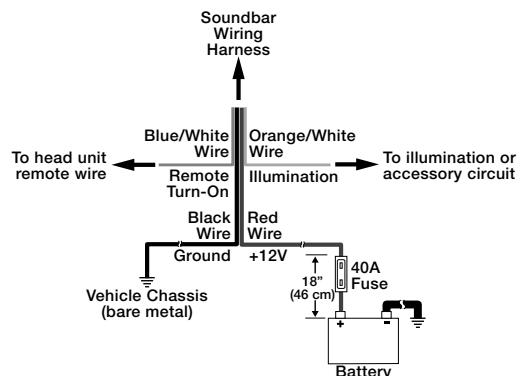 Soundbar
Wiring
Harness
Blue/White
Wire
Orange/White
Wire
To head unit
remote wire
Remote
Turn-On
Illumination
To illumination or
accessory circuit
Black
Wire
Red
Wire
Ground
+12V
Vehicle Chassis
(bare metal)
18"
(46 cm)
40A
Fuse
+
-
Battery